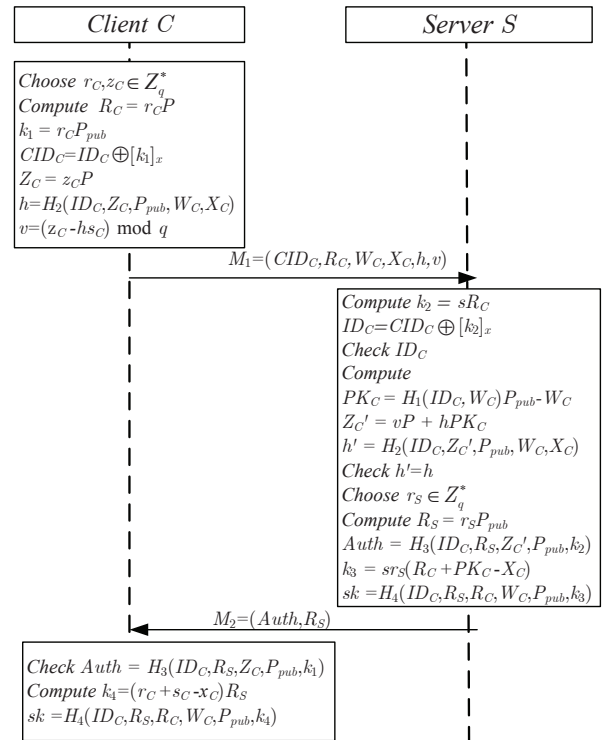 Client C
Server S
Choose r_C,z_C ∈ Z_q^*
Compute R_C = r_CP
k_1 = r_CP_pub
CID_C=ID_C⊕[k_1]_x
Z_C = z_CP
h=H_2(ID_C,Z_C,P_pub,W_C,X_C)
v=(z_C-hs_C) mod q
M_1=(CID_C,R_C,W_C,X_C,h,v)
Compute k_2 = sR_C
ID_C=CID_C⊕[k_2]_x
Check ID_C
Compute
PK_C = H_1(ID_C,W_C)P_pub-W_C
Z_C' = vP + hPK_C
h' = H_2(ID_C,Z_C',P_pub,W_C,X_C)
Check h'=h
Choose r_S ∈ Z_q^*
Compute R_S = r_SP_pub
Auth = H_3(ID_C,R_S,Z_C',P_pub,k_2)
k_3 = sr_S(R_C+PK_C-X_C)
sk =H_4(ID_C,R_S,R_C,W_C,P_pub,k_3)
M_2=(Auth,R_S)
Check Auth = H_3(ID_C,R_S,Z_C,P_pub,k_1)
Compute k_4=(r_C+s_C-x_C)R_S
sk =H_4(ID_C,R_S,R_C,W_C,P_pub,k_4)